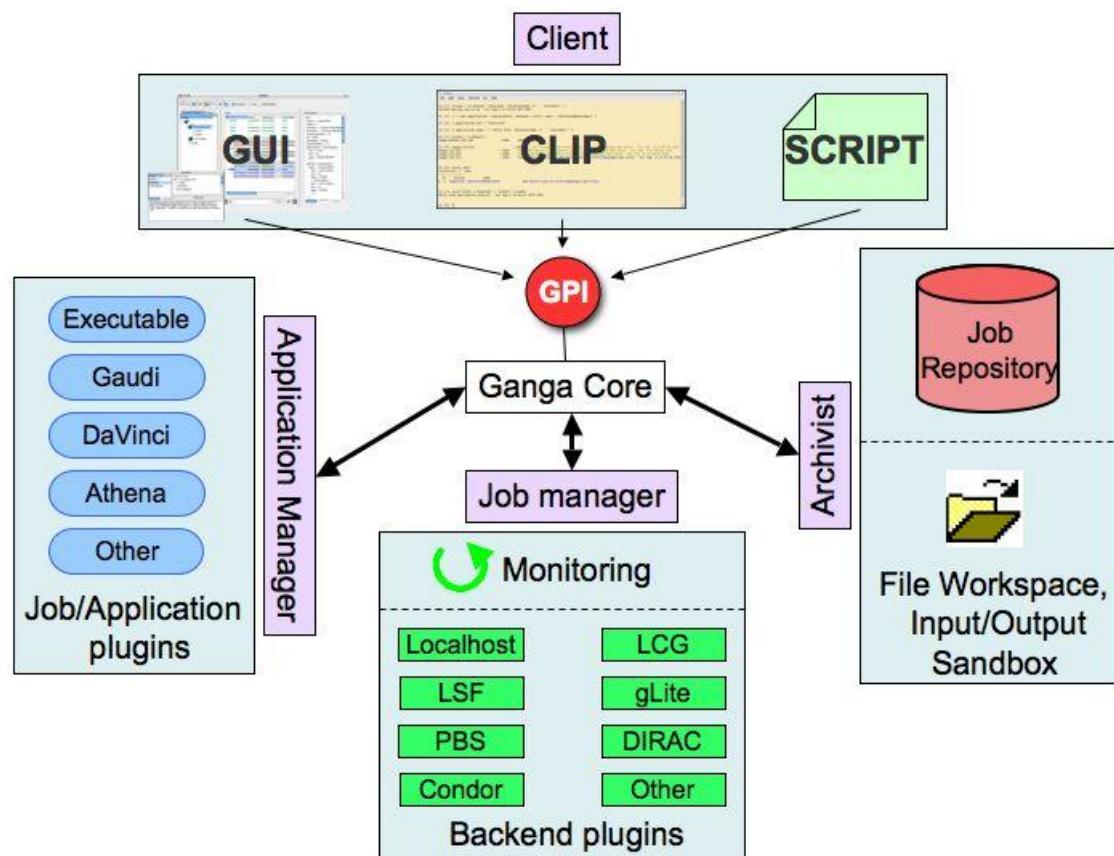 Client
GUI
CLIP
SCRIPT
GPI
Ganga Core
Executable
Gaudi
DaVinci
Athena
Other
Job/Application
plugins
Application Manager
Job manager
Monitoring
Localhost
LCG
LSF
gLite
PBS
DIRAC
Condor
Other
Backend plugins
Archivist
Job
Repository
File Workspace,
Input/Output
Sandbox